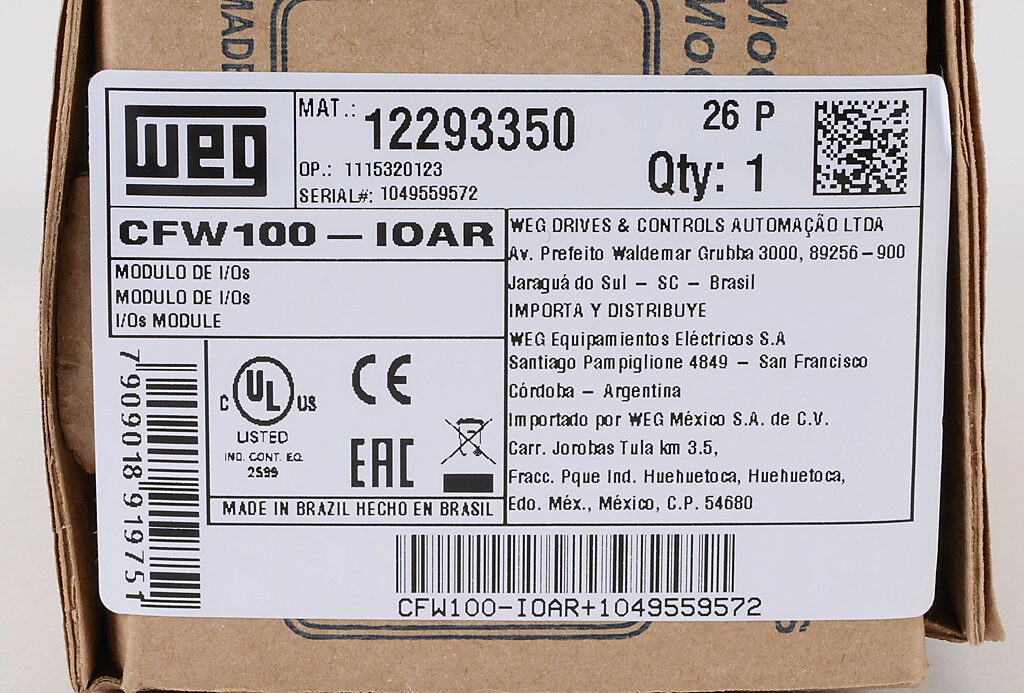 MADE
WEG
MAT.: 12293350
26 P
Qty: 1
OP.: 1115320123
SERIAL#: 1049559572
CFW100 – IOAR
MODULO DE I/Os
MODULO DE I/Os
I/Os MODULE
WEG DRIVES & CONTROLS AUTOMAÇÃO LTDA
Av. Prefeito Waldemar Grubba 3000, 89256-900
Jaraguá do Sul – SC – Brasil
IMPORTA Y DISTRIBUYE
WEG Equipamientos Eléctricos S.A
Santiago Pampiglione 4849 – San Francisco
Córdoba – Argentina
Importado por WEG México S.A. de C.V.
Carr. Jorobas Tula km 3.5,
Fracc. Pque Ind. Huehuetoca, Huehuetoca,
Edo. Méx., México, C.P. 54680
7909018919751
C UL US
LISTED
IND. CONT. EQ.
2S99
CE
EAC
MADE IN BRAZIL HECHO EN BRASIL
CFW100-IOAR+1049559572